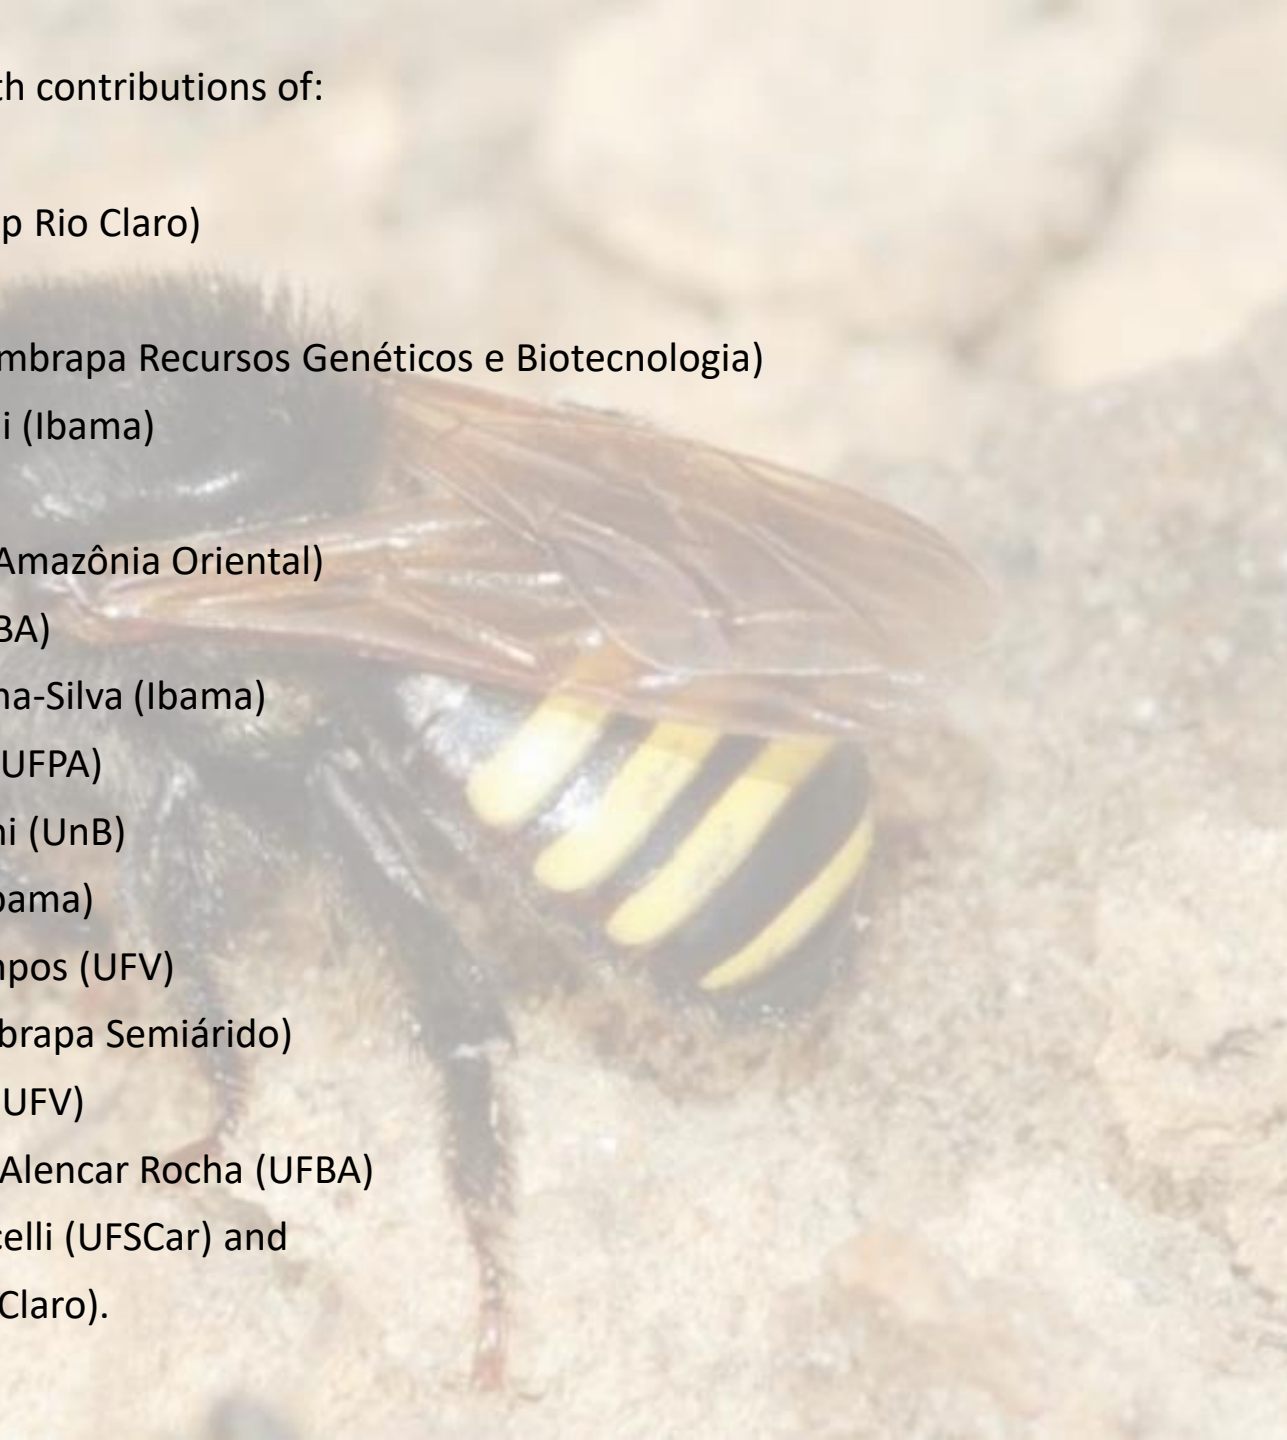 th contributions of:
p Rio Claro)
mbrapa Recursos Genéticos e Biotecnologia)
i (Ibama)
Amazônia Oriental)
BA)
na-Silva (Ibama)
UFPA)
ni (UnB)
bama)
npos (UFV)
brapa Semiárido)
UFV)
Alencar Rocha (UFBA)
celli (UFSCar) and
Claro).